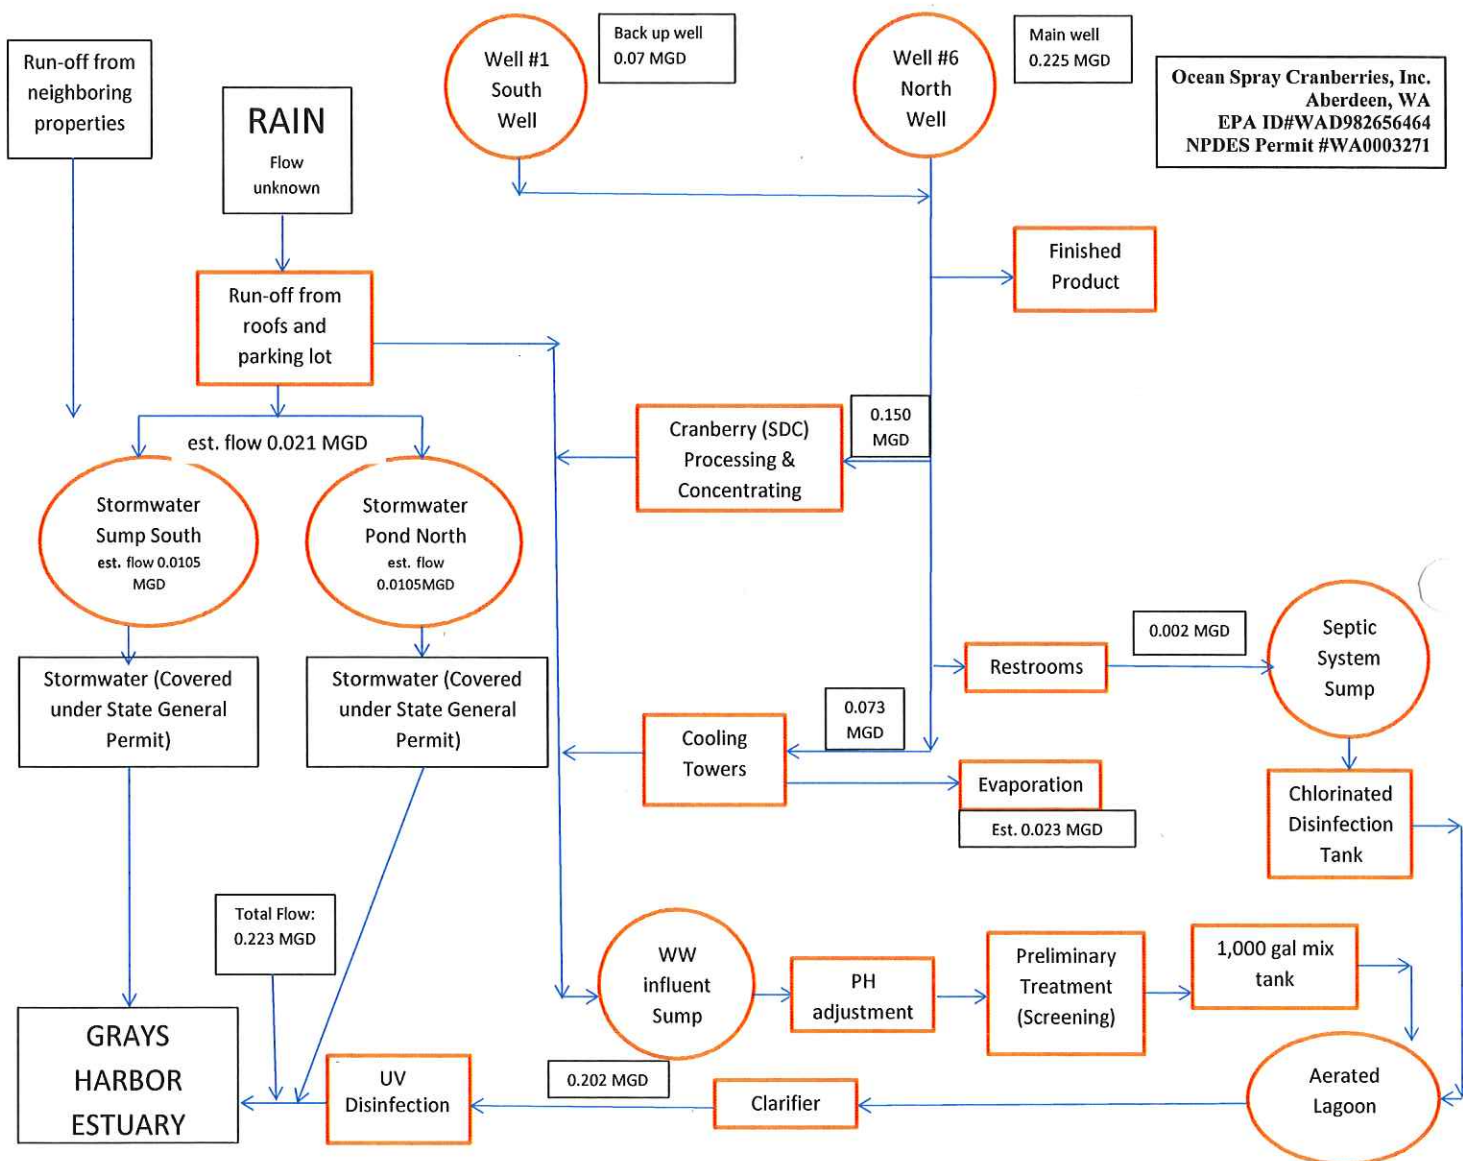 Run-off from
neighboring
properties
RAIN
Flow
unknown
Well #1
South
Well
Back up well
0.07 MGD
Well #6
North
Well
Main well
0.225 MGD
Ocean Spray Cranberries, Inc.
Aberdeen, WA
EPA ID#WAD982656464
NPDES Permit #WA0003271
Finished
Product
Run-off from
roofs and
parking lot
est. flow 0.021 MGD
Cranberry (SDC)
Processing &
Concentrating
0.150
MGD
Stormwater
Sump South
est. flow 0.0105
MGD
Stormwater
Pond North
est. flow
0.0105MGD
Stormwater (Covered
under State General
Permit)
Stormwater (Covered
under State General
Permit)
Restrooms
0.002 MGD
Septic
System
Sump
0.073
MGD
Cooling
Towers
Evaporation
Est. 0.023 MGD
Chlorinated
Disinfection
Tank
Total Flow:
0.223 MGD
WW
influent
Sump
PH
adjustment
Preliminary
Treatment
(Screening)
1,000 gal mix
tank
GRAYS
HARBOR
ESTUARY
UV
Disinfection
0.202 MGD
Clarifier
Aerated
Lagoon